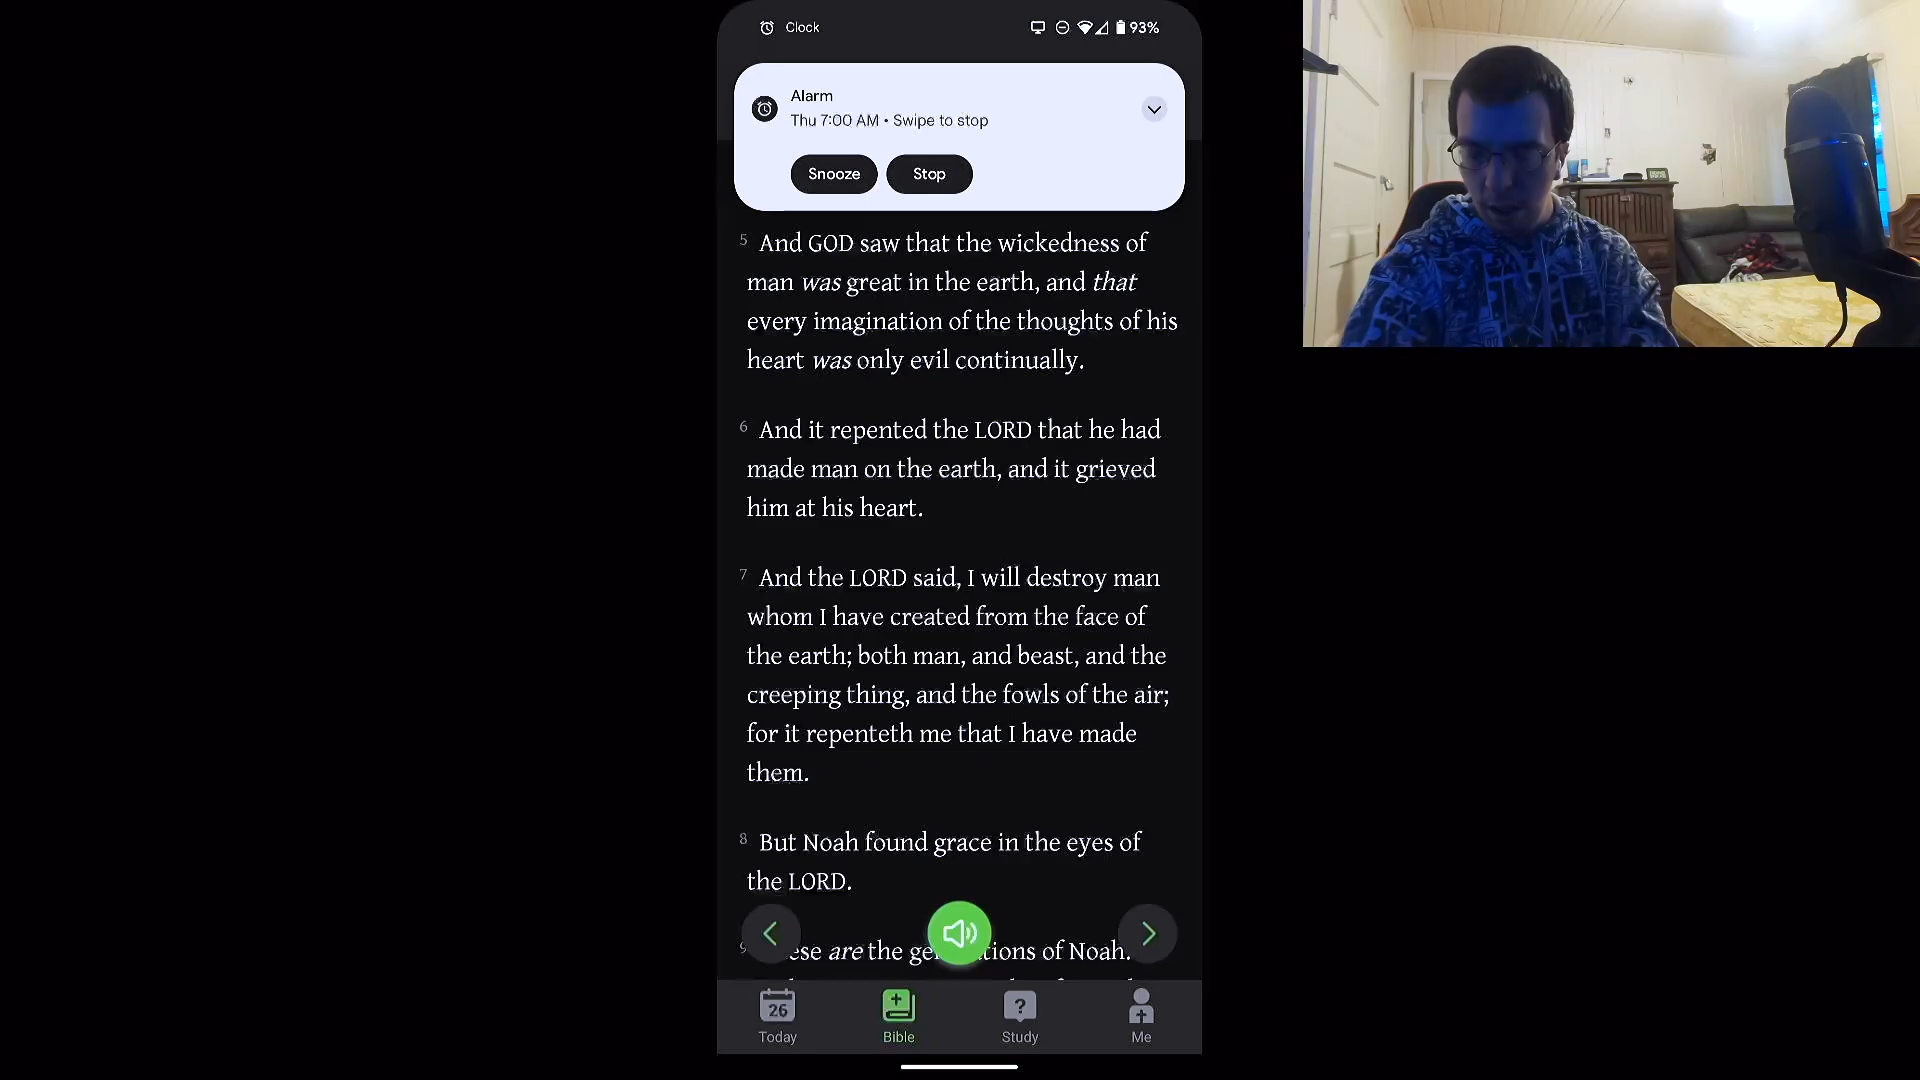 Clock
93%
Alarm
Thu 7:00 AM • Swipe to stop
Snooze
Stop
5 And GOD saw that the wickedness of
man was great in the earth, and that
every imagination of the thoughts of his
heart was only evil continually.
6 And it repented the LORD that he had
made man on the earth, and it grieved
him at his heart.
7 And the LORD said, I will destroy man
whom I have created from the face of
the earth; both man, and beast, and the
creeping thing, and the fowls of the air;
for it repenteth me that I have made
them.
8 But Noah found grace in the eyes of
the LORD.
9 ese are the ge tions of Noah.
26
Today
Bible
?
Study
Me